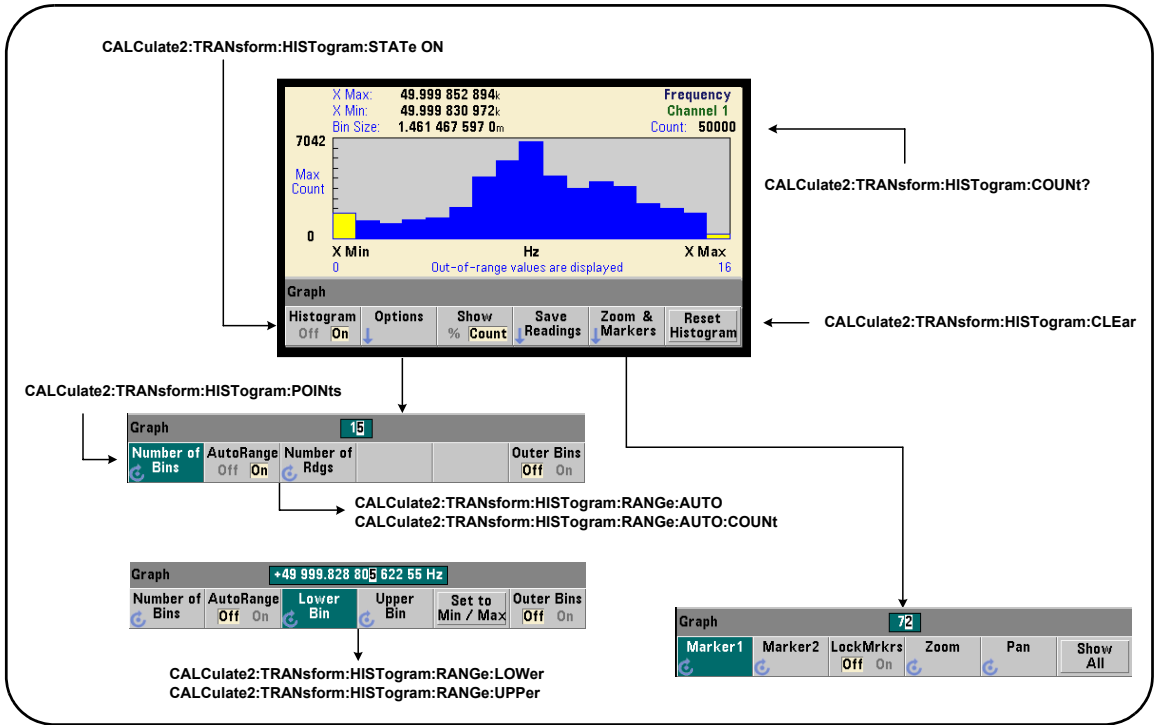 CALCulate2:TRANsform:HISTogram:STATe ON
X Max: 49.999 852 894k
Frequency
X Min: 49.999 830 972k
Channel 1
Bin Size: 1.461 467 597 0m
Count: 50000
7042
Max
Count
0
X Min
Hz
X Max
0
Out-of-range values are displayed
16
CALCulate2:TRANsform:HISTogram:COUNt?
Graph
Histogram
Off On
Options
Show
% Count
Save
Readings
Zoom &
Markers
Reset
Histogram
CALCulate2:TRANsform:HISTogram:CLEar
CALCulate2:TRANsform:HISTogram:POINts
Graph
15
Number of
Bins
AutoRange
Off On
Number of
Rdgs
Outer Bins
Off On
CALCulate2:TRANsform:HISTogram:RANGe:AUTO
CALCulate2:TRANsform:HISTogram:RANGe:AUTO:COUNt
Graph
+49 999.828 805 622 55 Hz
Number of
Bins
AutoRange
Off On
Lower
Bin
Upper
Bin
Set to
Min / Max
Outer Bins
Off On
CALCulate2:TRANsform:HISTogram:RANGe:LOWer
CALCulate2:TRANsform:HISTogram:RANGe:UPPer
Graph
72
Marker1
Marker2
LockMrkrs
Off On
Zoom
Pan
Show
All